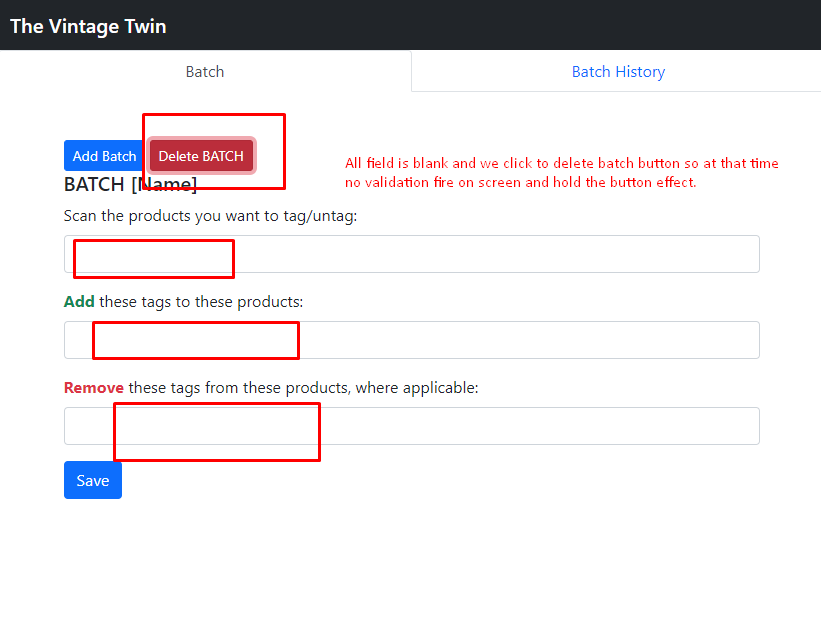 The Vintage Twin
Batch
Batch History
Add Batch
Delete BATCH
All field is blank and we click to delete batch button so at that time
no validation fire on screen and hold the button effect.
BATCH [Name]
Scan the products you want to tag/untag:
Add these tags to these products:
Remove these tags from these products, where applicable:
Save